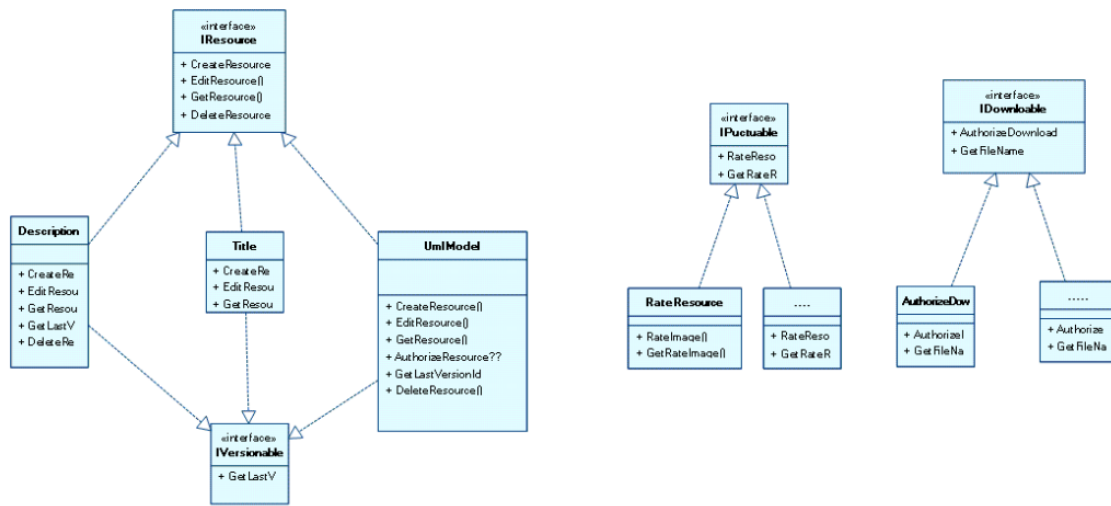 «interface»
IResource
+ CreateResource
+ EditResource()
+ GetResource()
+ DeleteResource
Description
+ CreateRe
+ EditResou
+ GetResou
+ GetLastV
+ DeleteRe
Title
+ CreateRe
+ EditResou
+ GetResou
UmlModel
+ CreateResource()
+ EditResource()
+ GetResource()
+ AuthorizeResource??
+ GetLastVersionId
+ DeleteResource()
«interface»
IVersionable
+ GetLastV
«interface»
IPuctuable
+ RateReso
+ GetRateR
RateResource
+ RateImage()
+ GetRateImage()
....
+ RateReso
+ GetRateR
«interface»
IDownloable
+ AuthorizeDownload
+ GetFileName
AuthorizeDow
+ AuthorizeI
+ GetFileNa
.....
+ Authorize
+ GetFileNa